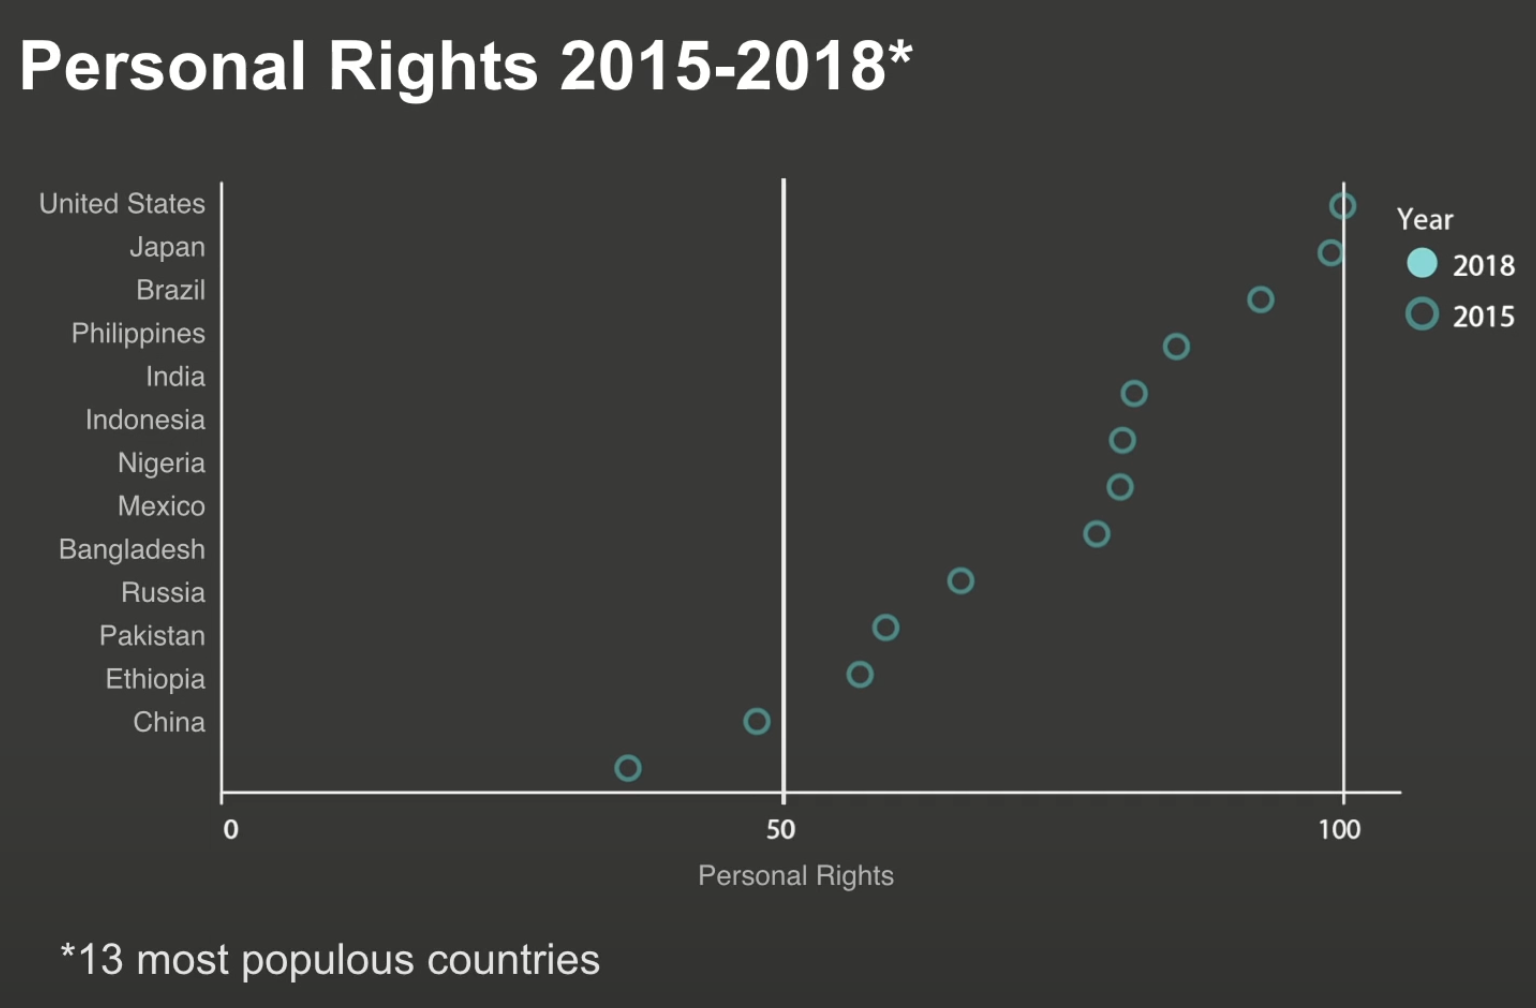 Personal Rights 2015-2018*
United States
Japan
Brazil
Philippines
India
Indonesia
Nigeria
Mexico
Bangladesh
Russia
Pakistan
Ethiopia
China
Year
2018
2015
0
50
100
Personal Rights
*13 most populous countries